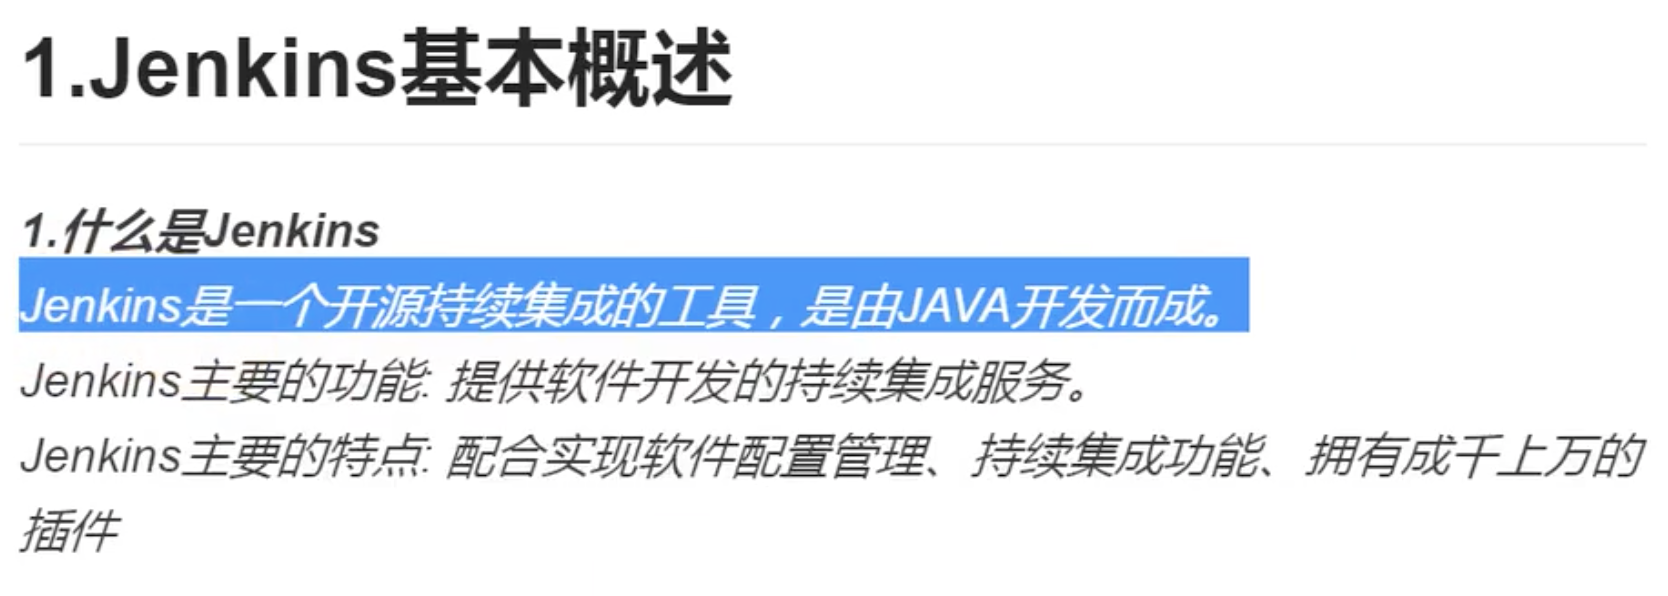 1.Jenkins基本概述
1.什么是Jenkins
Jenkins是一个开源持续集成的工具，是由JAVA开发而成。
Jenkins主要的功能: 提供软件开发的持续集成服务。
Jenkins主要的特点: 配合实现软件配置管理、持续集成功能、拥有成千上万的
插件